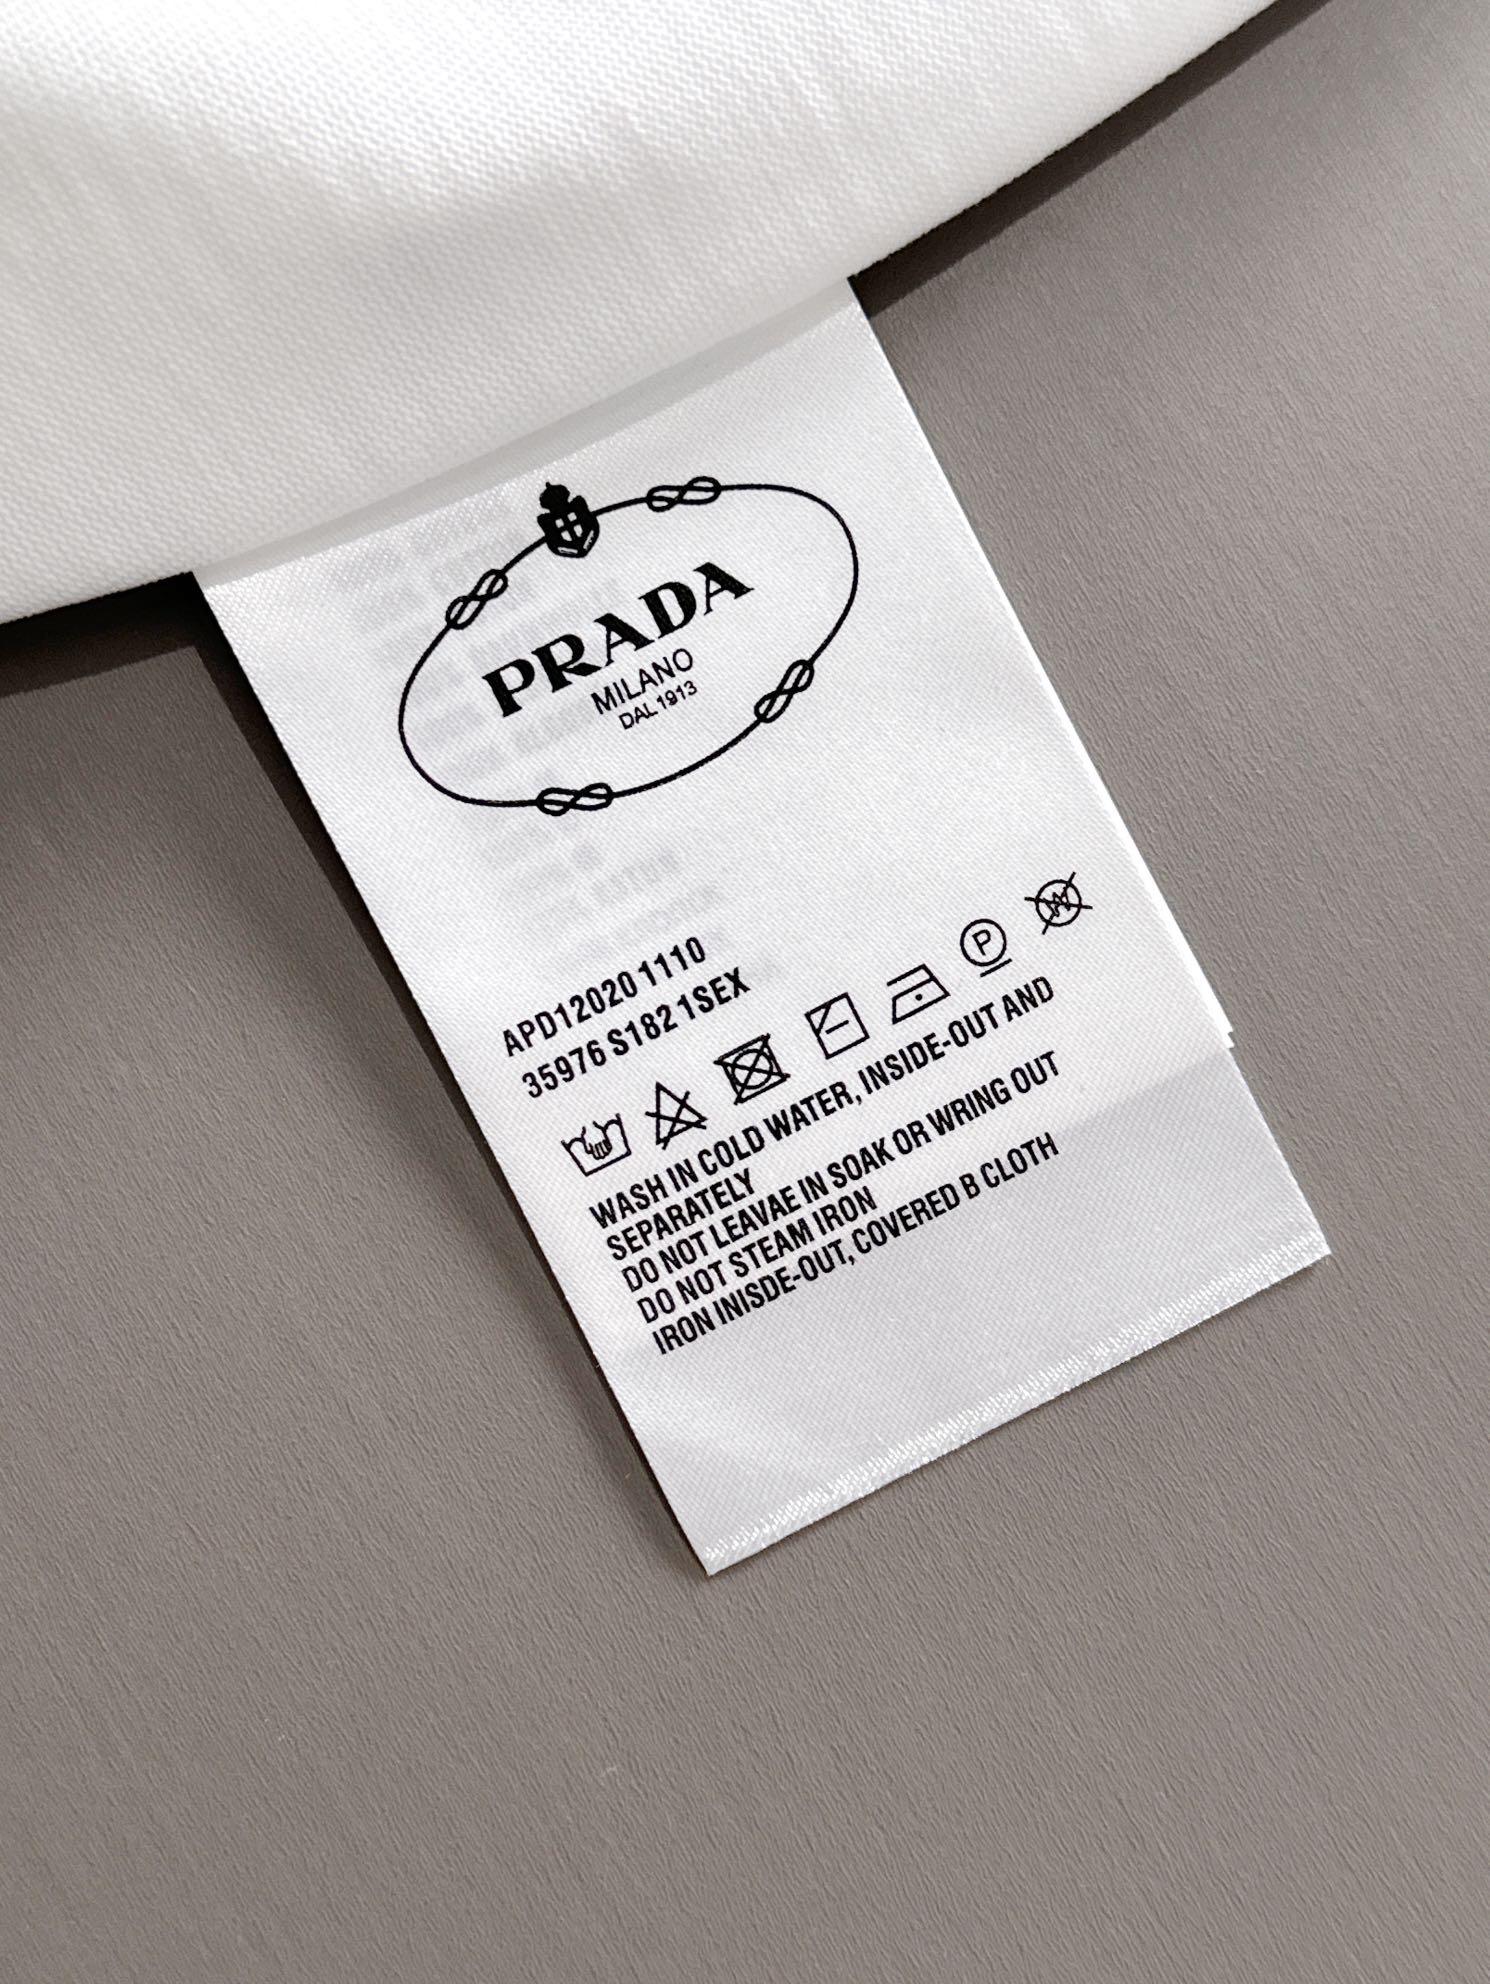 PRADA
MILANO
DAL 1913
APD12020 1110
35976 S182 1SEX
P
W
WASH IN COLD WATER, INSIDE-OUT AND
SEPARATELY
DO NOT LEAVAE IN SOAK OR WRING OUT
DO NOT STEAM IRON
IRON INISDE-OUT, COVERED B CLOTH